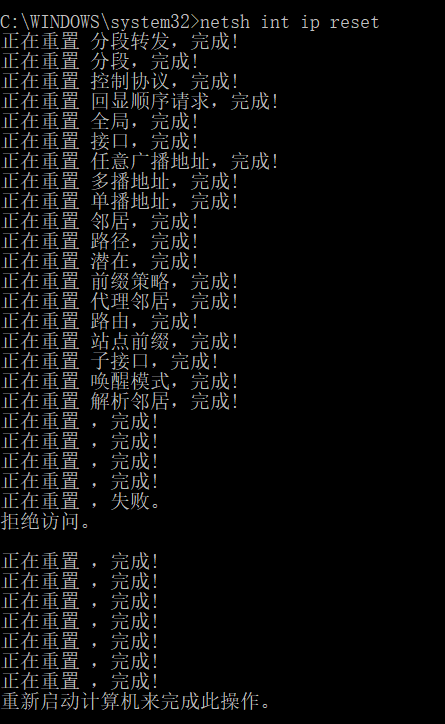 C:\WINDOWS\system32>netsh int ip reset
正在重置 分段转发，完成!
正在重置 分段，完成!
正在重置 控制协议，完成!
正在重置 回显顺序请求，完成!
正在重置 全局，完成!
正在重置 接口，完成!
正在重置 任意广播地址，完成!
正在重置 多播地址，完成!
正在重置 单播地址，完成!
正在重置 邻居，完成!
正在重置 路径，完成!
正在重置 潜在，完成!
正在重置 前缀策略，完成!
正在重置 代理邻居，完成!
正在重置 路由，完成!
正在重置 站点前缀，完成!
正在重置 子接口，完成!
正在重置 唤醒模式，完成!
正在重置 解析邻居，完成!
正在重置 ，完成!
正在重置 ，完成!
正在重置 ，完成!
正在重置 ，完成!
正在重置 ，失败。
拒绝访问。
正在重置 ，完成!
正在重置 ，完成!
正在重置 ，完成!
正在重置 ，完成!
正在重置 ，完成!
正在重置 ，完成!
正在重置 ，完成!
重新启动计算机来完成此操作。